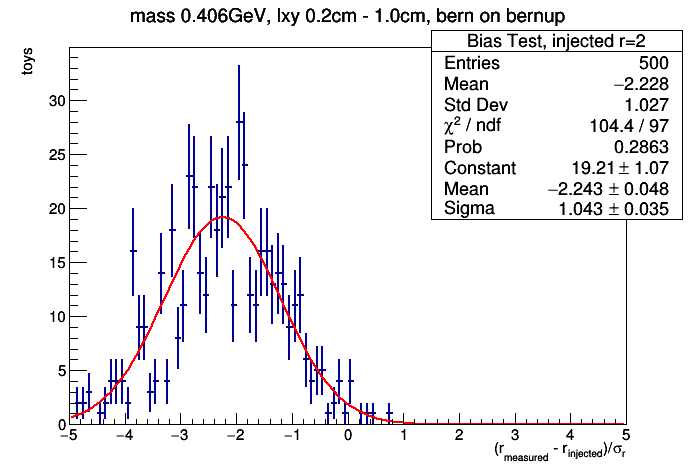 mass 0.406GeV, lxy 0.2cm - 1.0cm, bern on bernup
Bias Test, injected r=2
Entries 500
Mean −2.228
Std Dev 1.027
χ² / ndf 104.4 / 97
Prob 0.2863
Constant 19.21 ± 1.07
Mean −2.243 ± 0.048
Sigma 1.043 ± 0.035
toys
30
25
20
15
10
5
0
−5 −4 −3 −2 −1 0 1 2 3 4 5
(r_measured - r_injected)/σ_r